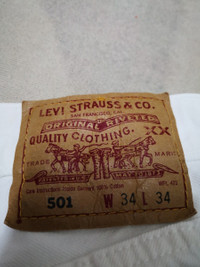 LEVI STRAUSS & CO.
SAN FRANCISCO, CAL.
ORIGINAL RIVETED
QUALITY CLOTHING.
XX
TRADE MARK
501 W 34 L 34